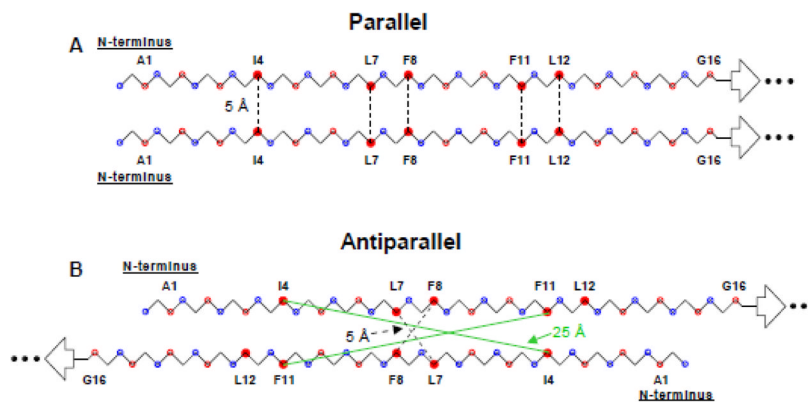 Parallel
A
N-terminus
A1 I4 L7 F8 F11 L12 G16
5 Å
A1 I4 L7 F8 F11 L12 G16
N-terminus
Antiparallel
B
N-terminus
A1 I4 L7 F8 F11 L12 G16
5 Å 25 Å
G16 L12 F11 F8 L7 I4 A1
N-terminus